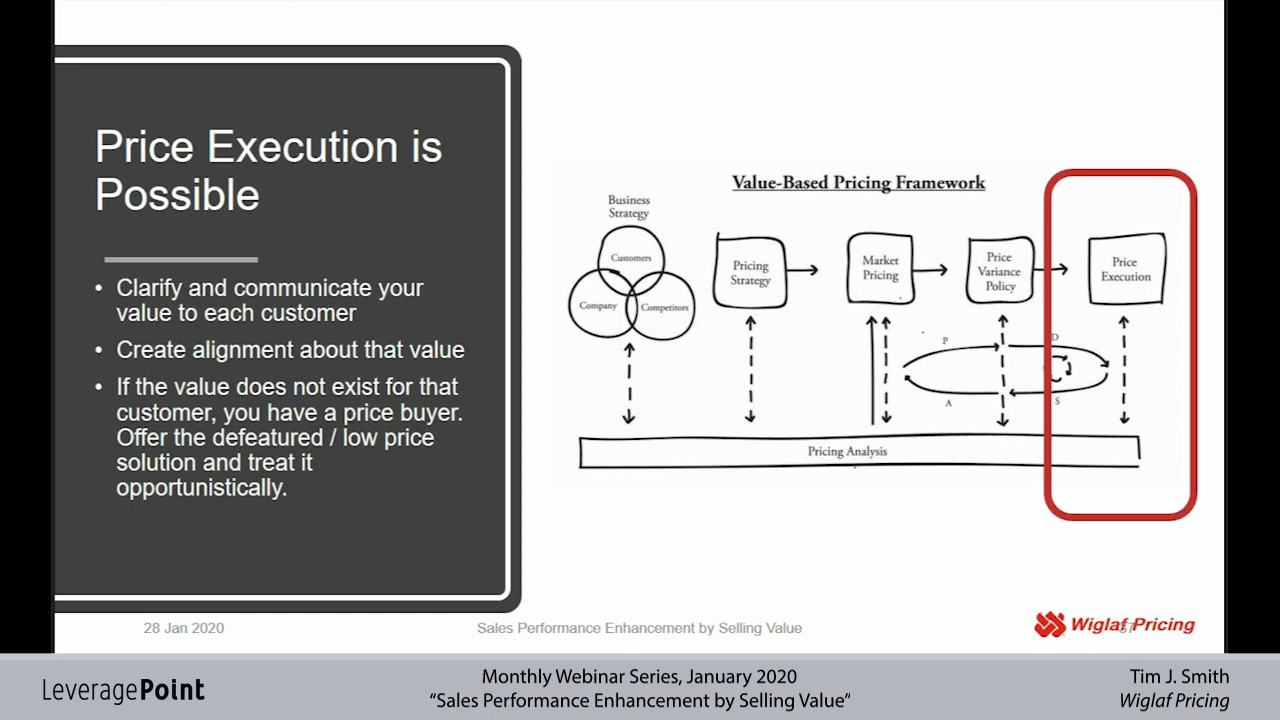 Price Execution is
Possible
• Clarify and communicate your
value to each customer
• Create alignment about that value
• If the value does not exist for that
customer, you have a price buyer.
Offer the defeatured / low price
solution and treat it
opportunistically.
Value-Based Pricing Framework
Business
Strategy
Customers
Company
Competitors
Pricing
Strategy
Market
Pricing
Price
Variance
Policy
Price
Execution
P
D
A
S
Pricing Analysis
28 Jan 2020
Sales Performance Enhancement by Selling Value
Wiglaf Pricing
37
LeveragePoint
Monthly Webinar Series, January 2020
“Sales Performance Enhancement by Selling Value”
Tim J. Smith
Wiglaf Pricing